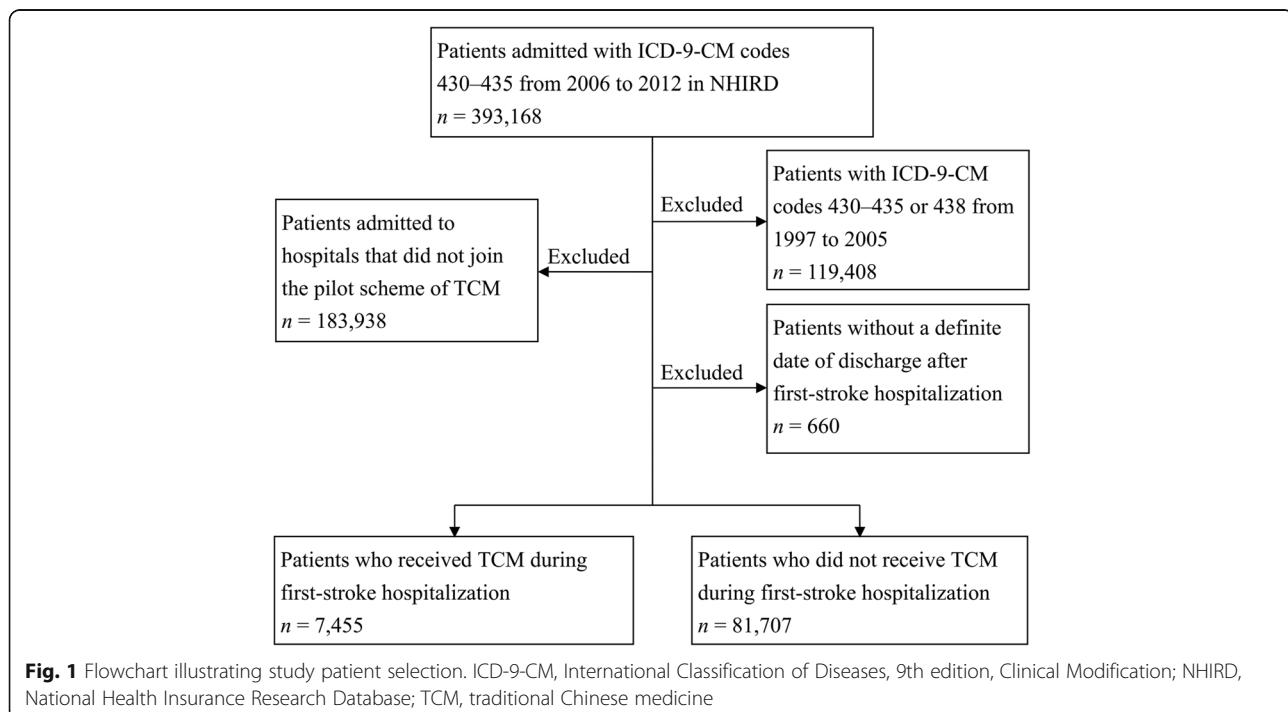 Patients admitted with ICD-9-CM codes
430–435 from 2006 to 2012 in NHIRD
n = 393,168
Patients with ICD-9-CM
codes 430–435 or 438 from
1997 to 2005
n = 119,408
Excluded
Patients admitted to
hospitals that did not join
the pilot scheme of TCM
n = 183,938
Excluded
Patients without a definite
date of discharge after
first-stroke hospitalization
n = 660
Excluded
Patients who received TCM during
first-stroke hospitalization
n = 7,455
Patients who did not receive TCM
during first-stroke hospitalization
n = 81,707
Fig. 1 Flowchart illustrating study patient selection. ICD-9-CM, International Classification of Diseases, 9th edition, Clinical Modification; NHIRD,
National Health Insurance Research Database; TCM, traditional Chinese medicine